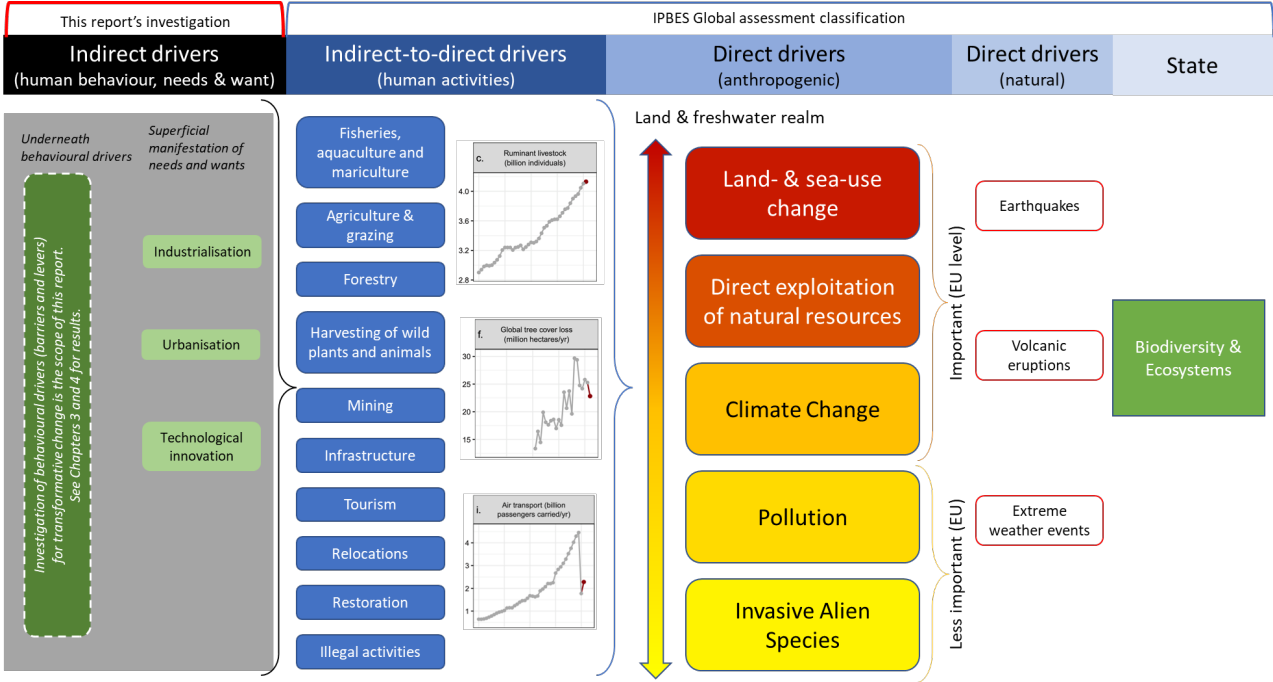 This report's investigation
IPBES Global assessment classification
Indirect drivers
(human behaviour, needs & want)
Indirect-to-direct drivers
(human activities)
Direct drivers
(anthropogenic)
Direct drivers
(natural)
State
Underneath
behavioural drivers
Superficial
manifestation of
needs and wants
Investigation of behavioural drivers (barriers and levers)
for transformative change is the scope of this report.
See Chapters 3 and 4 for results.
Industrialisation
Urbanisation
Technological
innovation
Fisheries,
aquaculture and
mariculture
Agriculture &
grazing
Forestry
Harvesting of wild
plants and animals
Mining
Infrastructure
Tourism
Relocations
Restoration
Illegal activities
c.
Ruminant livestock
(billion individuals)
4.0
3.6
3.2
2.8
f.
Global tree cover loss
(million hectares/yr)
30
25
20
15
i.
Air transport (billion
passengers carried/yr)
4
3
2
1
Land & freshwater realm
Land- & sea-use
change
Direct exploitation
of natural resources
Climate Change
Pollution
Invasive Alien
Species
Important (EU level)
Less important (EU)
Earthquakes
Volcanic
eruptions
Extreme
weather events
Biodiversity &
Ecosystems